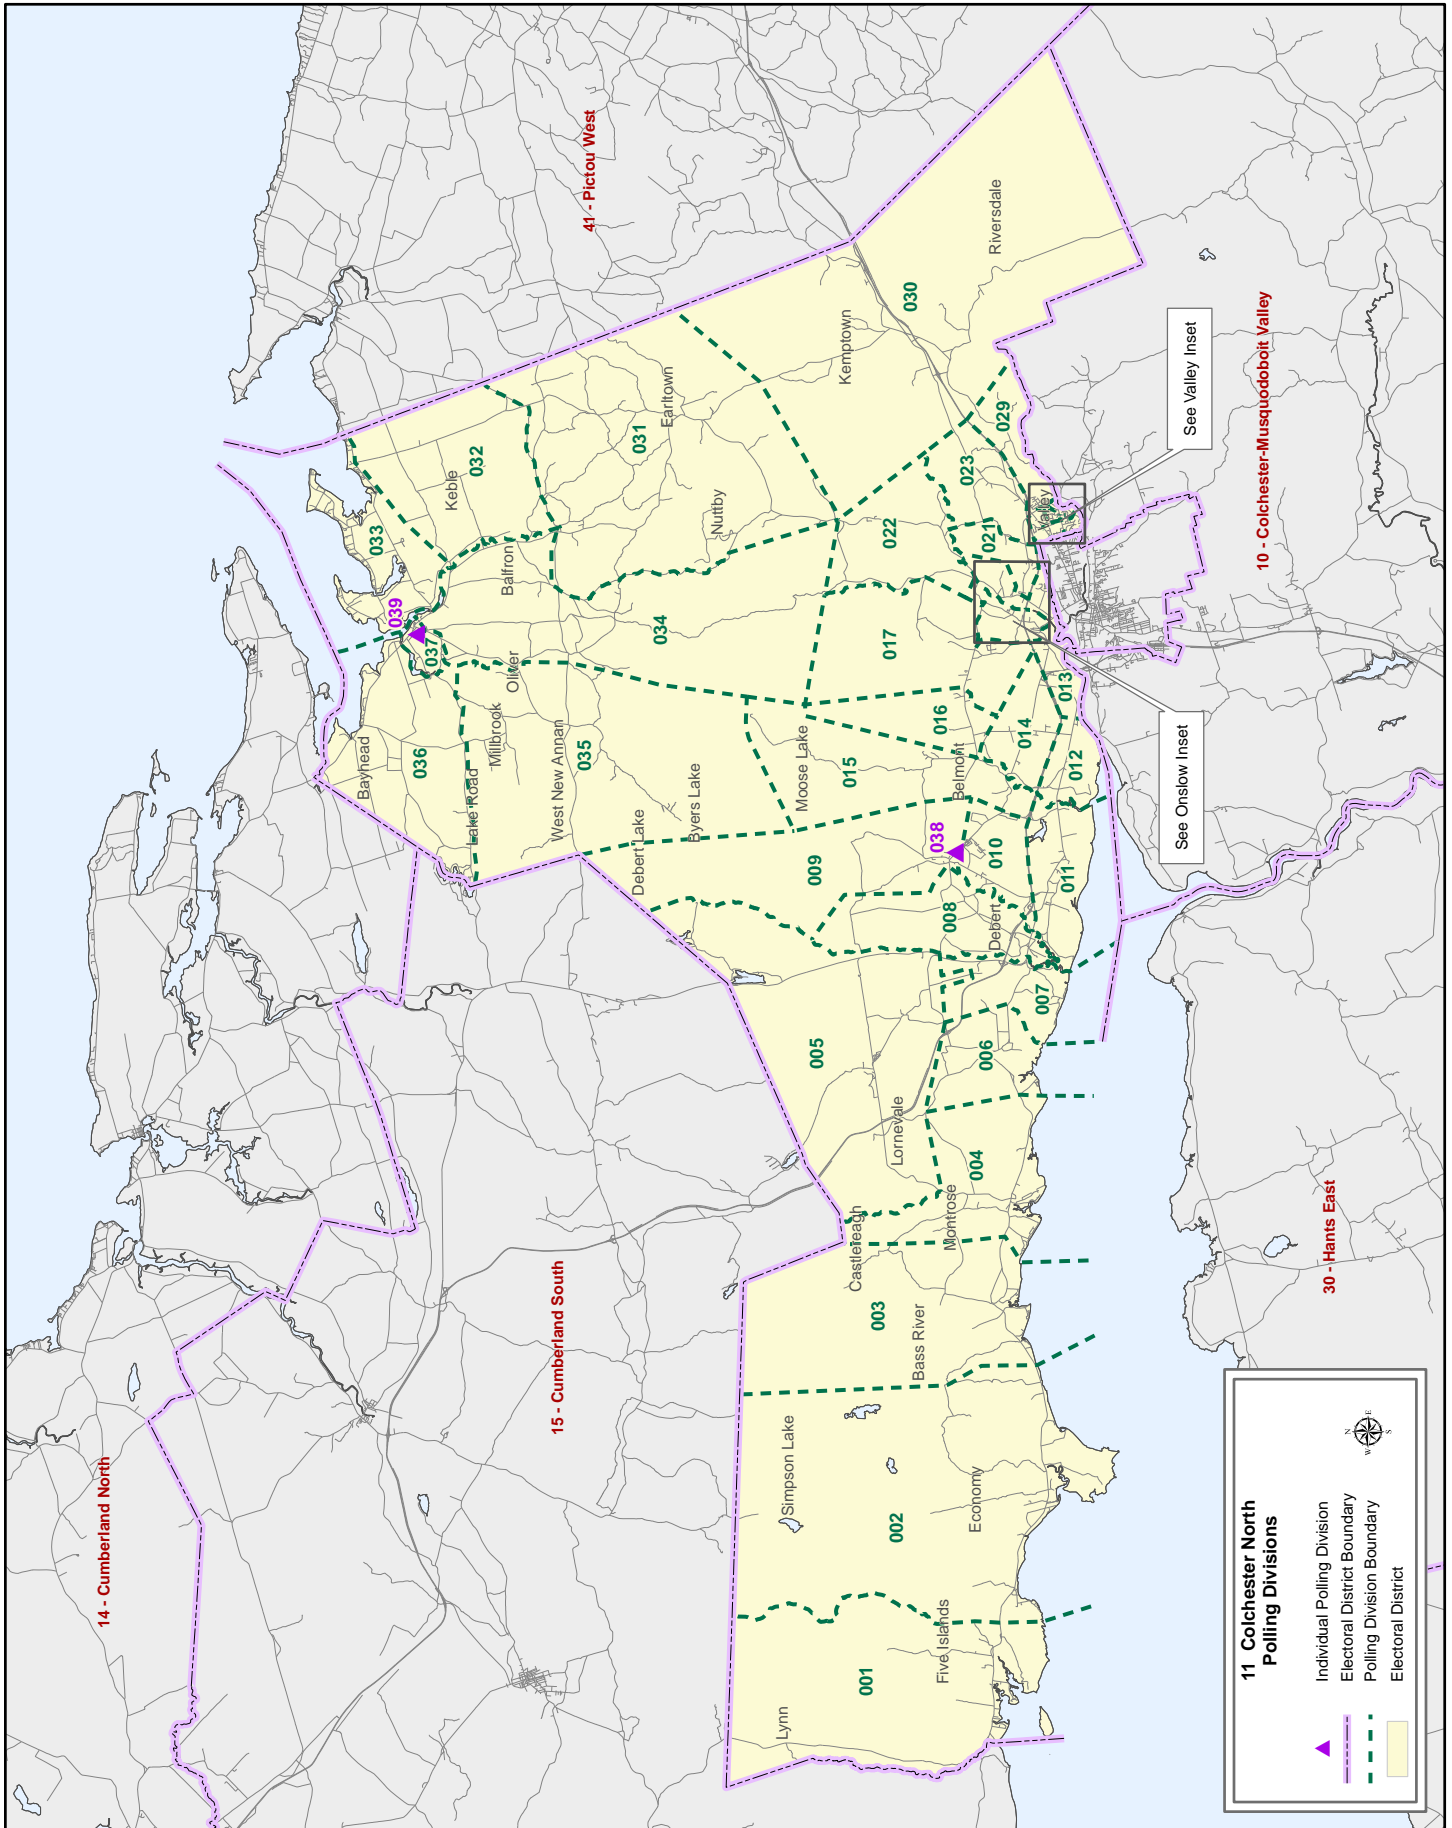 14 - Cumberland North
15 - Cumberland South
41 - Pictou West
10 - Colchester-Musquodoboit Valley
30 - Hants East
Bayhead
036
Lake Road
Millbrook
Oliver
West New Annan
035
Debert Lake
Byers Lake
Moose Lake
039
037
033
Keble
032
Balfron
031
Earltown
034
Nuttby
Kemptown
030
Riversdale
029
023
022
021
Valley
017
016
015
014
013
012
Belmont
038
010
011
009
008
Debert
007
006
005
Lornevale
004
Montrose
Castlereagh
003
Bass River
Simpson Lake
002
Economy
Five Islands
001
Lynn
See Valley Inset
See Onslow Inset
11 Colchester North
Polling Divisions
Individual Polling Division
Electoral District Boundary
Polling Division Boundary
Electoral District
N
E
S
W